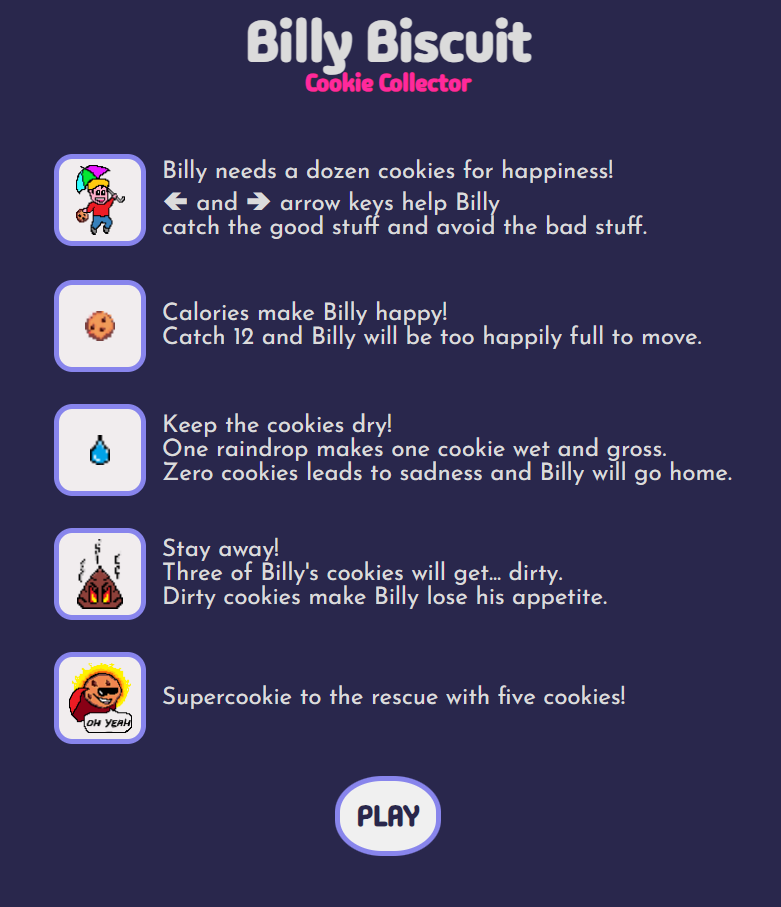 Billy Biscuit
Cookie Collector
Billy needs a dozen cookies for happiness!
🡸 and 🡺 arrow keys help Billy
catch the good stuff and avoid the bad stuff.
Calories make Billy happy!
Catch 12 and Billy will be too happily full to move.
Keep the cookies dry!
One raindrop makes one cookie wet and gross.
Zero cookies leads to sadness and Billy will go home.
Stay away!
Three of Billy's cookies will get... dirty.
Dirty cookies make Billy lose his appetite.
OH YEAH
Supercookie to the rescue with five cookies!
PLAY